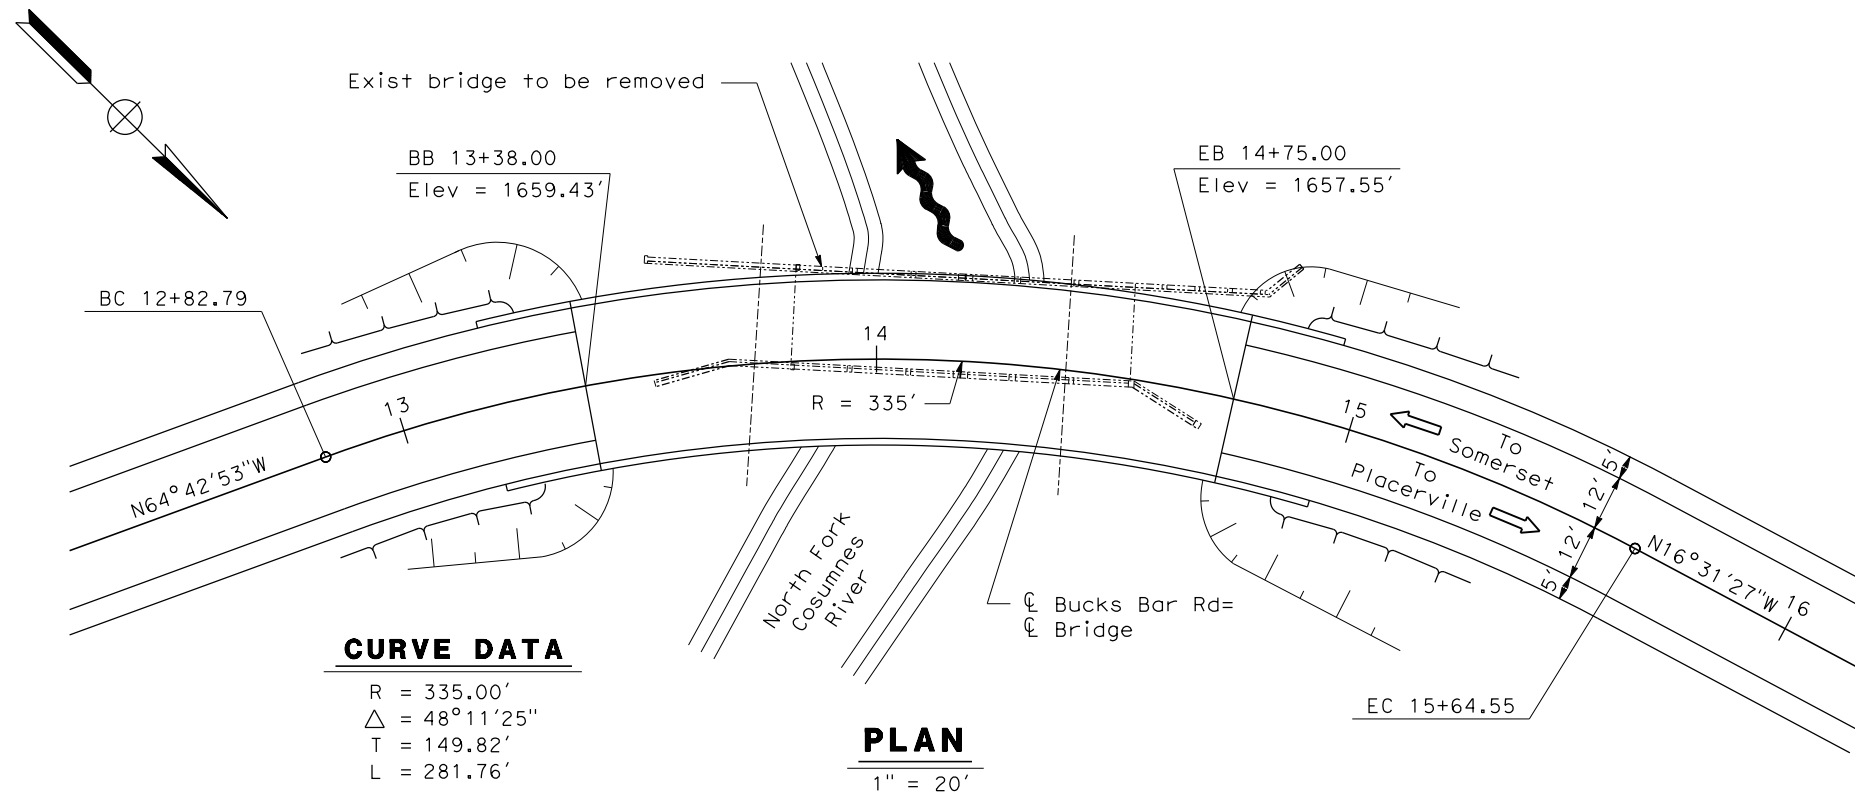 Exist bridge to be removed
BB 13+38.00
Elev = 1659.43'
EB 14+75.00
Elev = 1657.55'
BC 12+82.79
14
13
R = 335'
15
To
Somerset
To
Placerville
5'
12'
12'
5'
N64°42'53"W
N16°31'27"W
16
North Fork
Cosumnes
River
℄ Bucks Bar Rd=
℄ Bridge
EC 15+64.55
CURVE DATA
R = 335.00'
△ = 48°11'25"
T = 149.82'
L = 281.76'
PLAN
1" = 20'